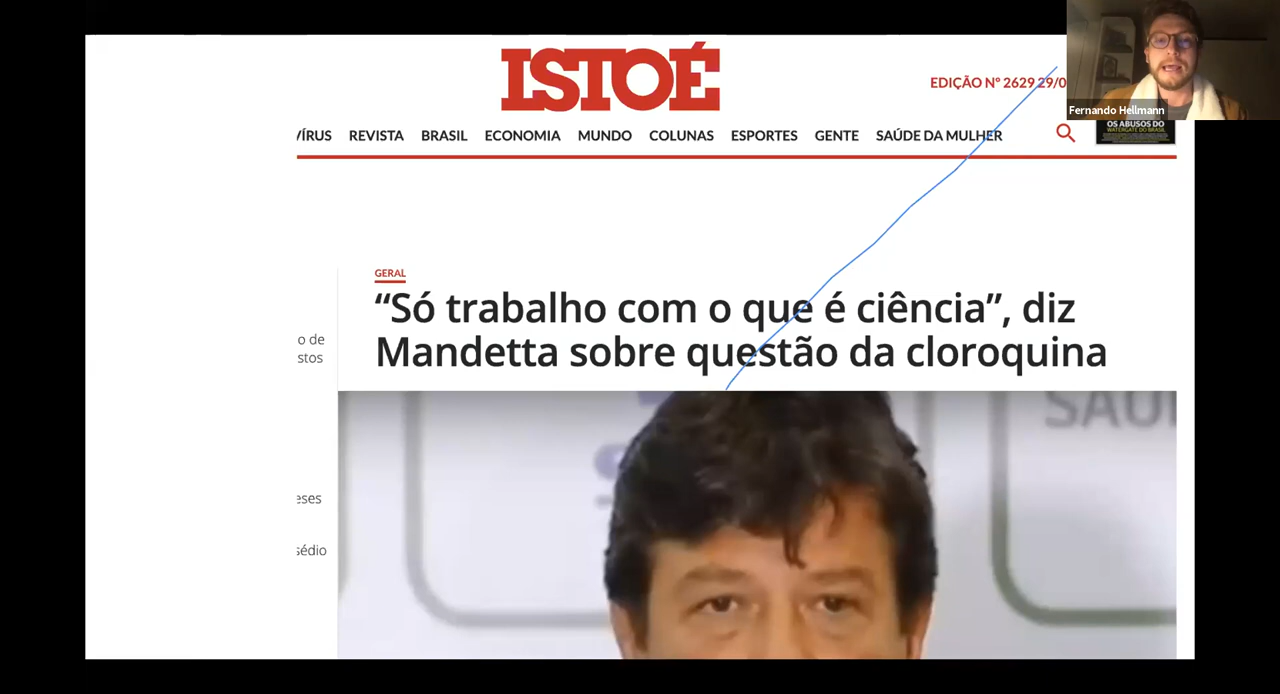 ISTOÉ
EDIÇÃO Nº 2629 29/0
Fernando Hellmann
VÍRUS REVISTA BRASIL ECONOMIA MUNDO COLUNAS ESPORTES GENTE SAÚDE DA MULHER
OS ABUSOS DO
WATERGATE DO BRASIL
GERAL
“Só trabalho com o que é ciência”, diz
Mandetta sobre questão da cloroquina
o de
stos
eses
sédio
SAÚ